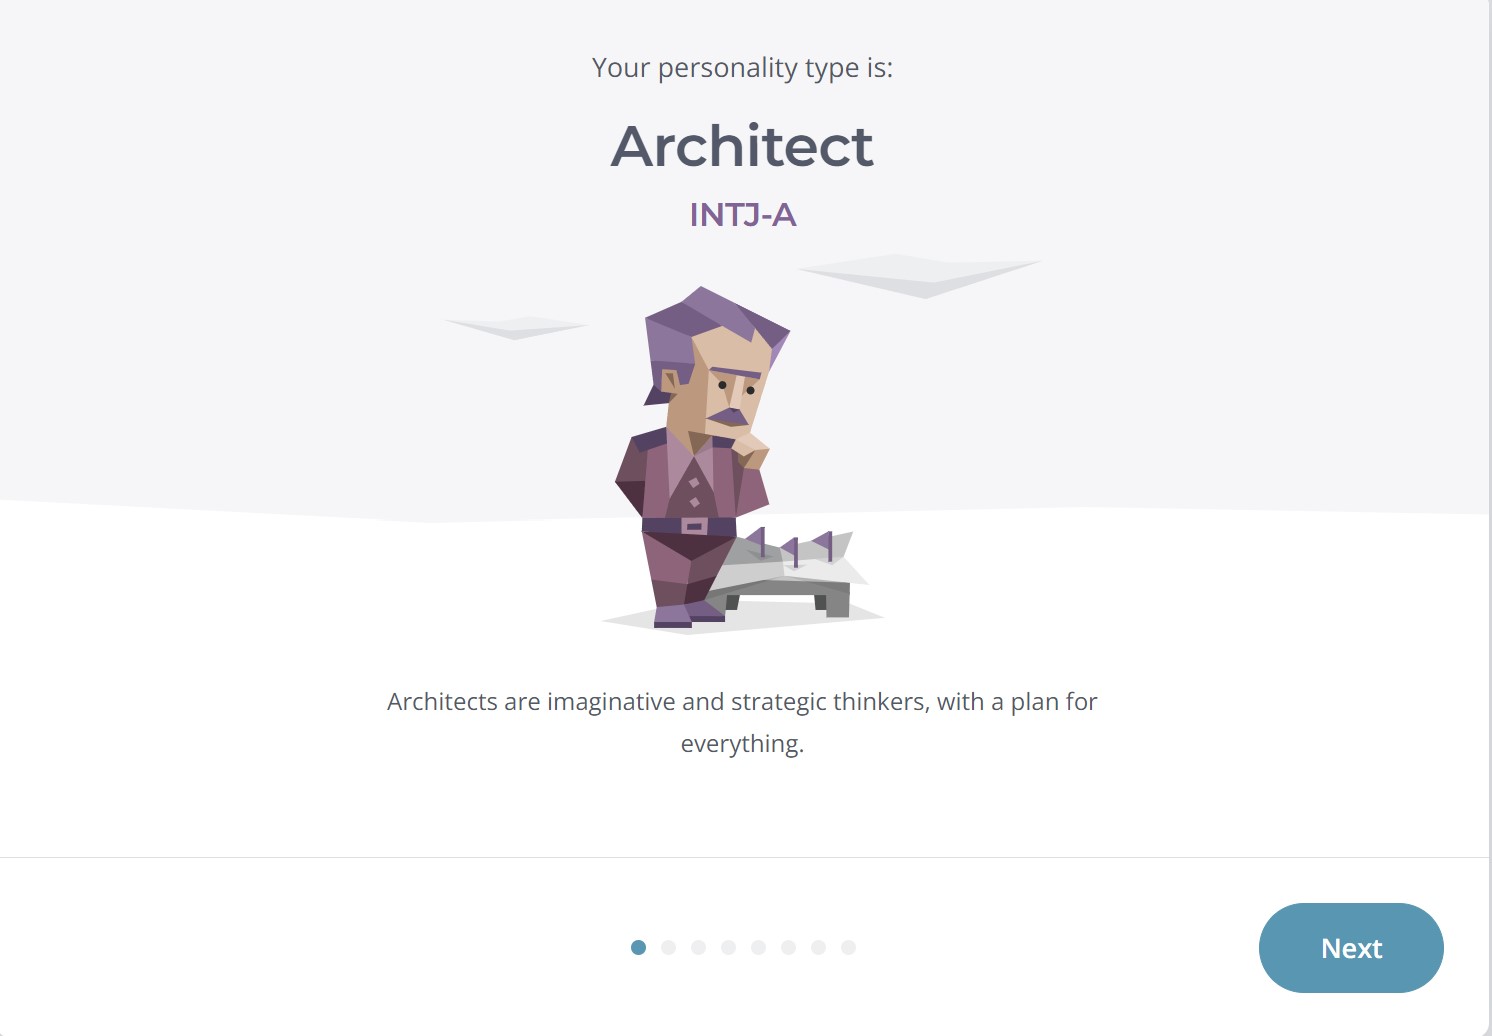 Your personality type is:
Architect
INTJ-A
Architects are imaginative and strategic thinkers, with a plan for
everything.
Next